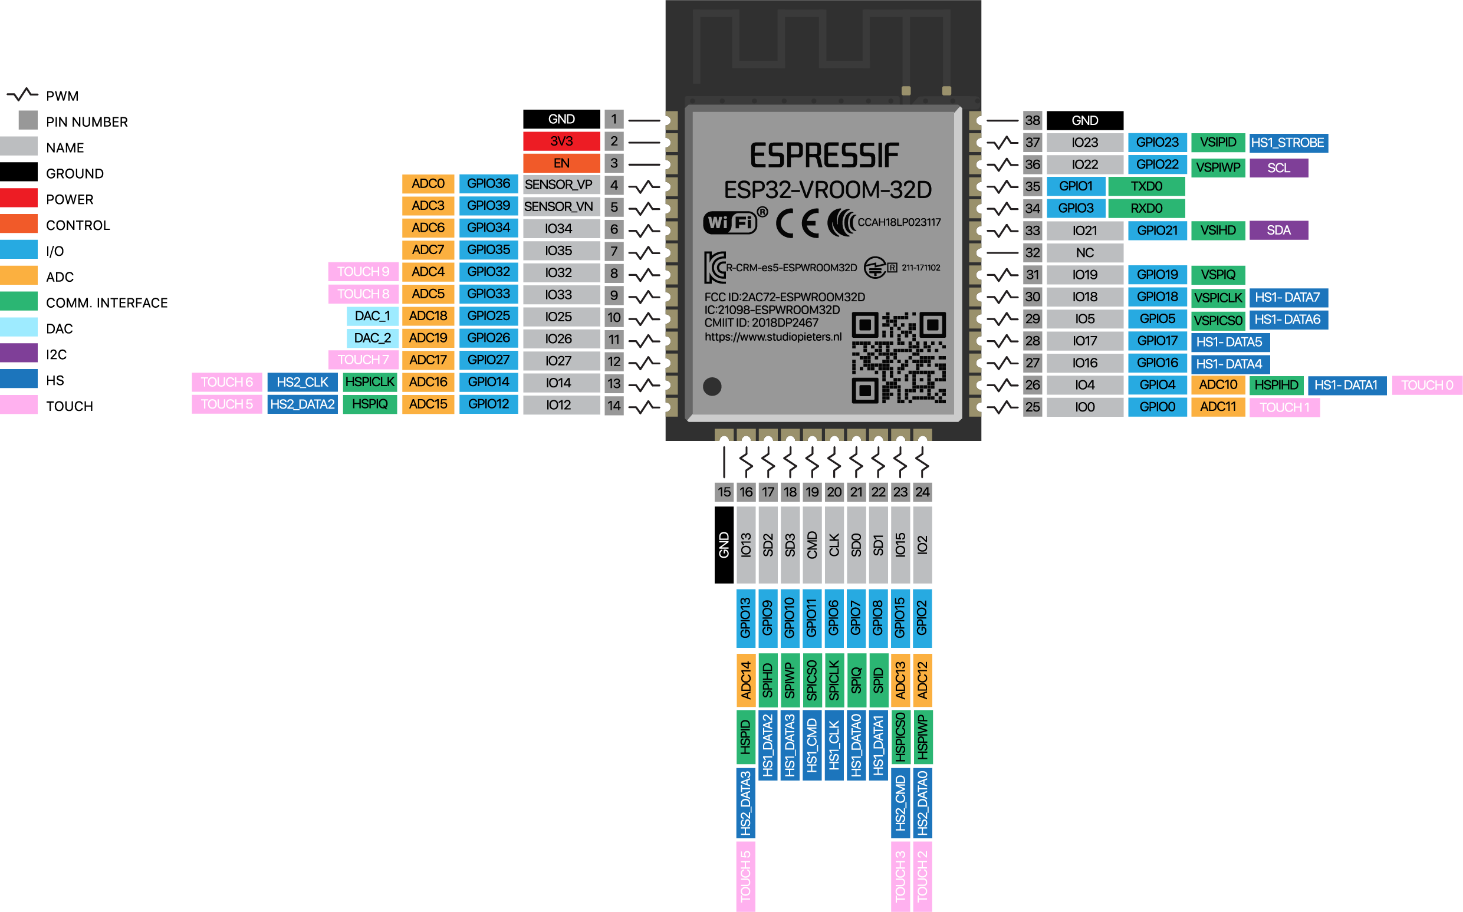 PWM
PIN NUMBER
NAME
GROUND
POWER
CONTROL
I/O
ADC
COMM. INTERFACE
DAC
I2C
HS
TOUCH
GND 1
3V3 2
EN 3
ADC0 GPIO36 SENSOR_VP 4
ADC3 GPIO39 SENSOR_VN 5
ADC6 GPIO34 IO34 6
ADC7 GPIO35 IO35 7
TOUCH 9 ADC4 GPIO32 IO32 8
TOUCH 8 ADC5 GPIO33 IO33 9
DAC_1 ADC18 GPIO25 IO25 10
DAC_2 ADC19 GPIO26 IO26 11
TOUCH 7 ADC17 GPIO27 IO27 12
TOUCH 6 HS2_CLK HSPICLK ADC16 GPIO14 IO14 13
TOUCH 5 HS2_DATA2 HSPIQ ADC15 GPIO12 IO12 14
ESPRESSIF
ESP32-VROOM-32D
WiFi ® CE CCAH18LP023117
R-CRM-es5-ESPWROOM32D R 211-171102
FCC ID:2AC72-ESPWROOM32D
IC:21098-ESPWROOM32D
CMIIT ID: 2018DP2467
https://www.studiopieters.nl
38 GND
37 IO23 GPIO23 VSIPID HS1_STROBE
36 IO22 GPIO22 VSPIWP SCL
35 GPIO1 TXD0
34 GPIO3 RXD0
33 IO21 GPIO21 VSIHD SDA
32 NC
31 IO19 GPIO19 VSPIQ
30 IO18 GPIO18 VSPICLK HS1-DATA7
29 IO5 GPIO5 VSPICS0 HS1-DATA6
28 IO17 GPIO17 HS1-DATA5
27 IO16 GPIO16 HS1-DATA4
26 IO4 GPIO4 ADC10 HSPIHD HS1-DATA1 TOUCH 0
25 IO0 GPIO0 ADC11 TOUCH 1
15 GND
16 IO13 GPIO13 ADC14 HSPID HS2_DATA3 TOUCH 5
17 SD2 GPIO9 SPIHD HS1_DATA2
18 SD3 GPIO10 SPIWP HS1_DATA3
19 CMD GPIO11 SPICS0 HS1_CMD
20 CLK GPIO6 SPICLK HS1_CLK
21 SD0 GPIO7 SPIQ HS1_DATA0
22 SD1 GPIO8 SPID HS1_DATA1
23 IO15 GPIO15 ADC13 HSPICS0 HS2_CMD TOUCH 3
24 IO2 GPIO2 ADC12 HSPIWP HS2_DATA0 TOUCH 2